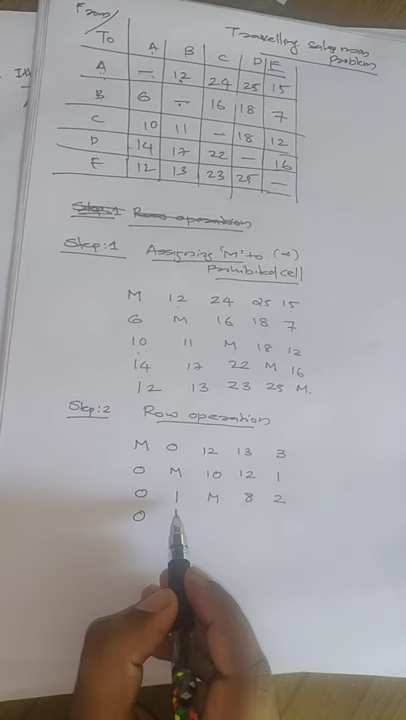 From
To
Travelling salesman
problem
A B C D E
A — 12 24 25 15
B 6 - 16 18 7
C 10 11 — 18 12
D 14 17 22 — 16
E 12 13 23 25 —
Step:1 Row operation
Step:1 Assigning 'M' to (∞)
Prohibited cell
M 12 24 25 15
6 M 16 18 7
10 11 M 18 12
14 17 22 M 16
12 13 23 25 M.
Step:2 Row operation
M 0 12 13 3
0 M 10 12 1
0 1 M 8 2
0